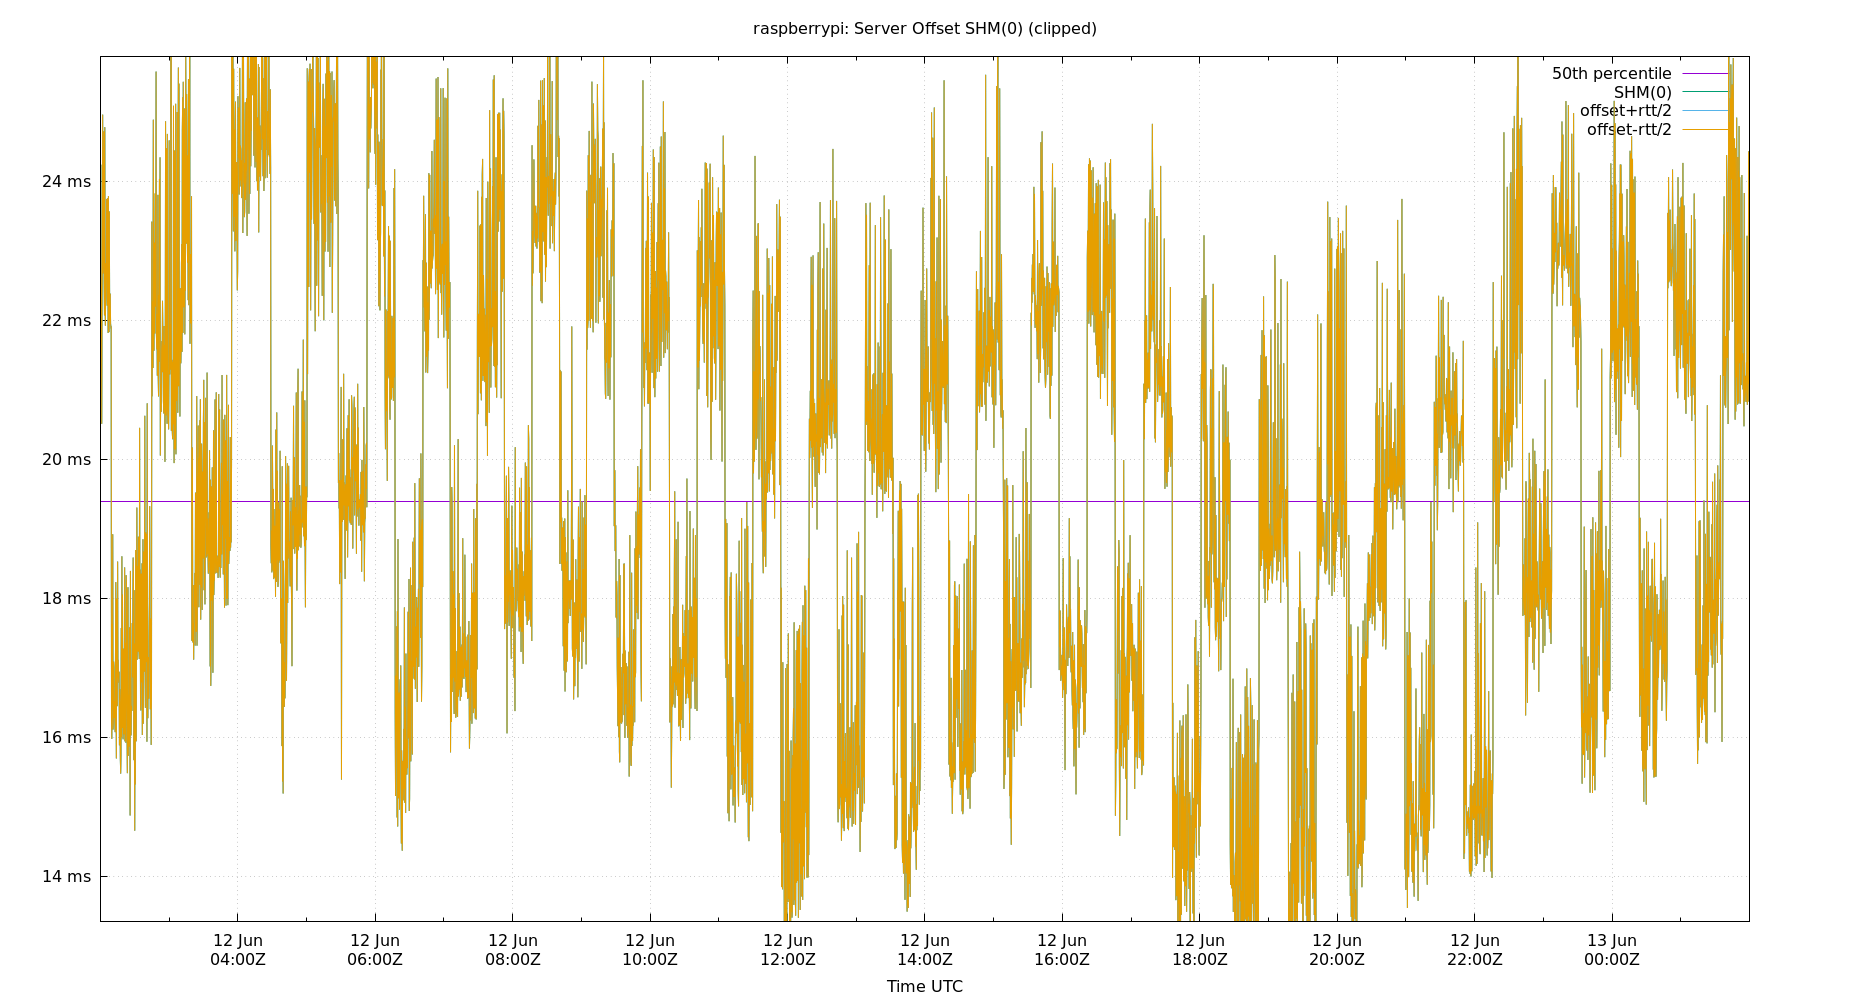 raspberrypi: Server Offset SHM(0) (clipped)
50th percentile
SHM(0)
offset+rtt/2
offset-rtt/2
24 ms
22 ms
20 ms
18 ms
16 ms
14 ms
12 Jun 12 Jun 12 Jun 12 Jun 12 Jun 12 Jun 12 Jun 12 Jun 12 Jun 12 Jun 13 Jun
04:00Z 06:00Z 08:00Z 10:00Z 12:00Z 14:00Z 16:00Z 18:00Z 20:00Z 22:00Z 00:00Z
Time UTC